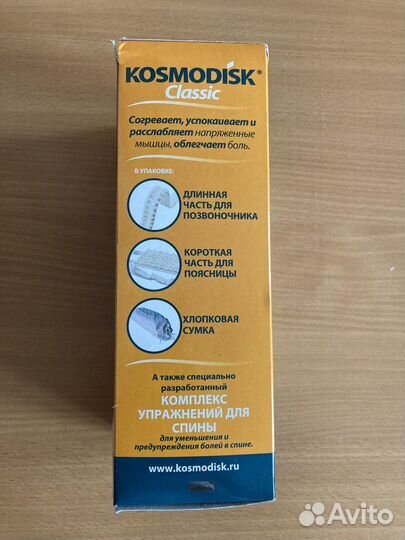 KOSMODISK®
Classic
Согревает, успокаивает и
расслабляет напряженные
мышцы, облегчает боль.
В УПАКОВКЕ:
ДЛИННАЯ
ЧАСТЬ ДЛЯ
ПОЗВОНОЧНИКА
КОРОТКАЯ
ЧАСТЬ ДЛЯ
ПОЯСНИЦЫ
ХЛОПКОВАЯ
СУМКА
А также специально
разработанный
КОМПЛЕКС
УПРАЖНЕНИЙ ДЛЯ
СПИНЫ
для уменьшения и
предупреждения болей в спине.
www.kosmodisk.ru
Avito